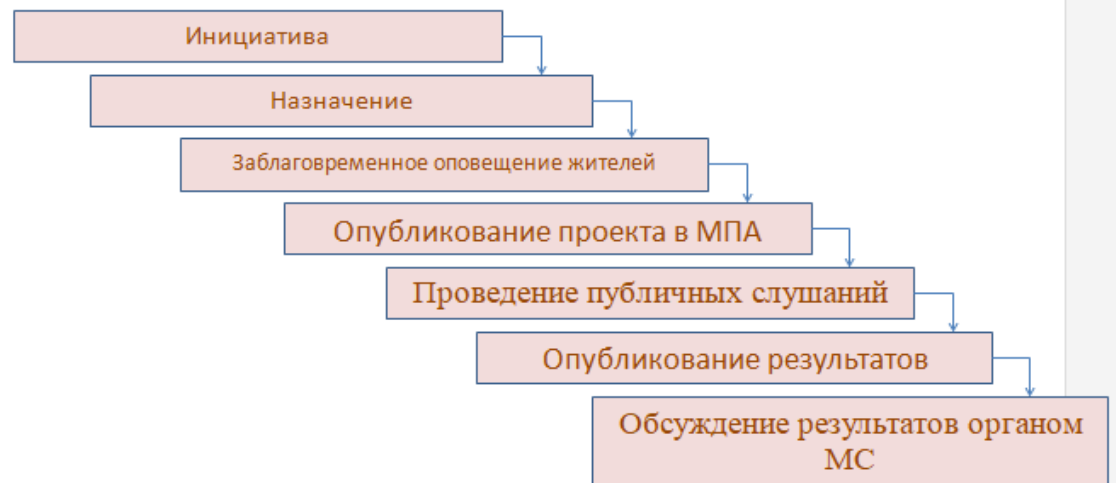 Инициатива
Назначение
Заблаговременное оповещение жителей
Опубликование проекта в МПА
Проведение публичных слушаний
Опубликование результатов
Обсуждение результатов органом
МС